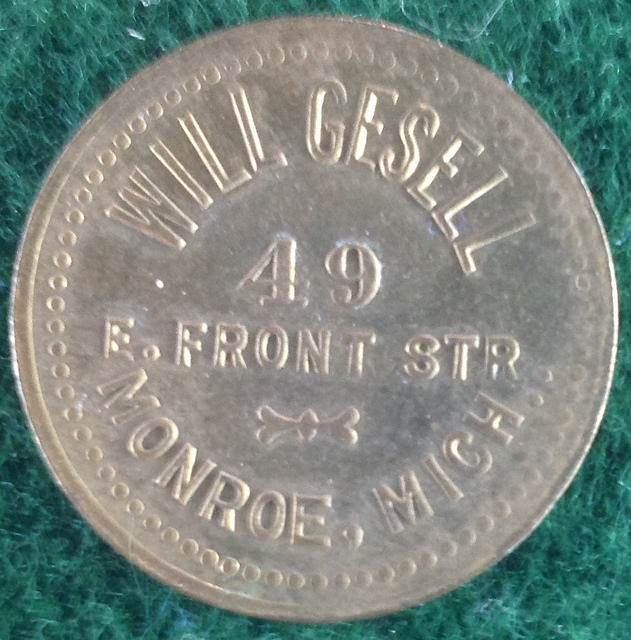 WILL GESELL
49
E. FRONT STR
MONROE, MICH.